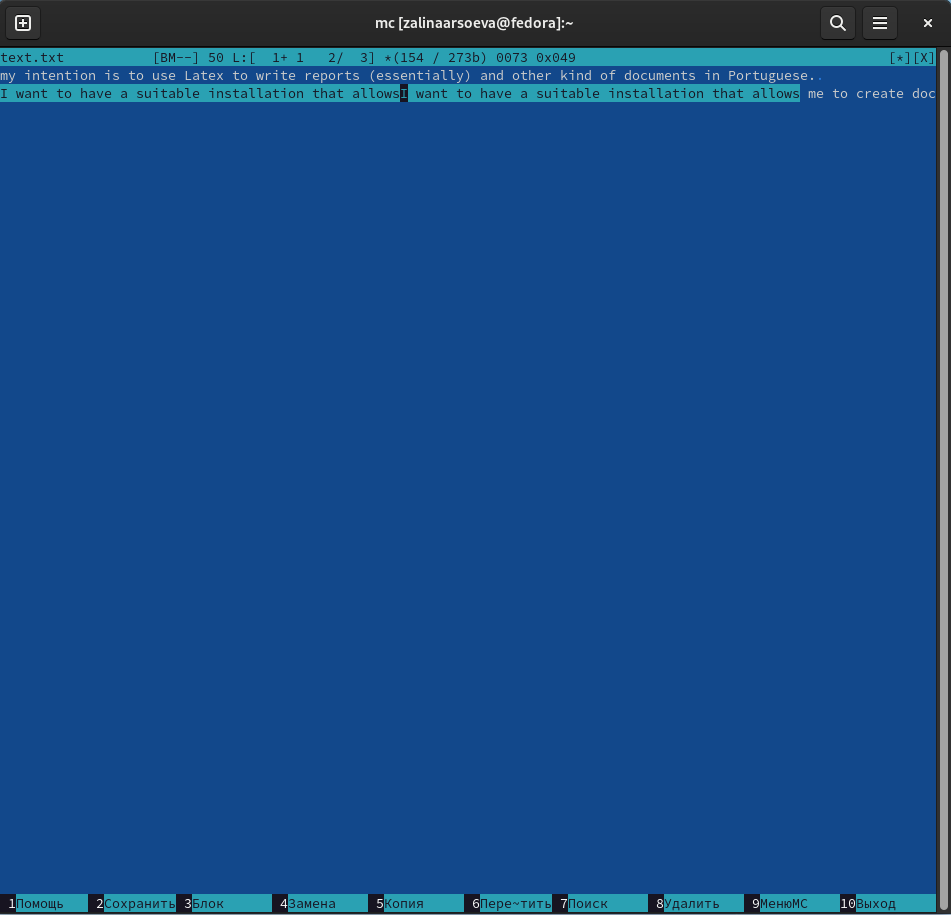 mc [zalinaarsoeva@fedora]:~
text.txt [BM--] 50 L:[ 1+ 1 2/ 3] *(154 / 273b) 0073 0x049 [*][X]
my intention is to use Latex to write reports (essentially) and other kind of documents in Portuguese..
I want to have a suitable installation that allowsI want to have a suitable installation that allows me to create doc
1Помощь 2Сохранить 3Блок 4Замена 5Копия 6Пере~тить 7Поиск 8Удалить 9МенюMC 10Выход